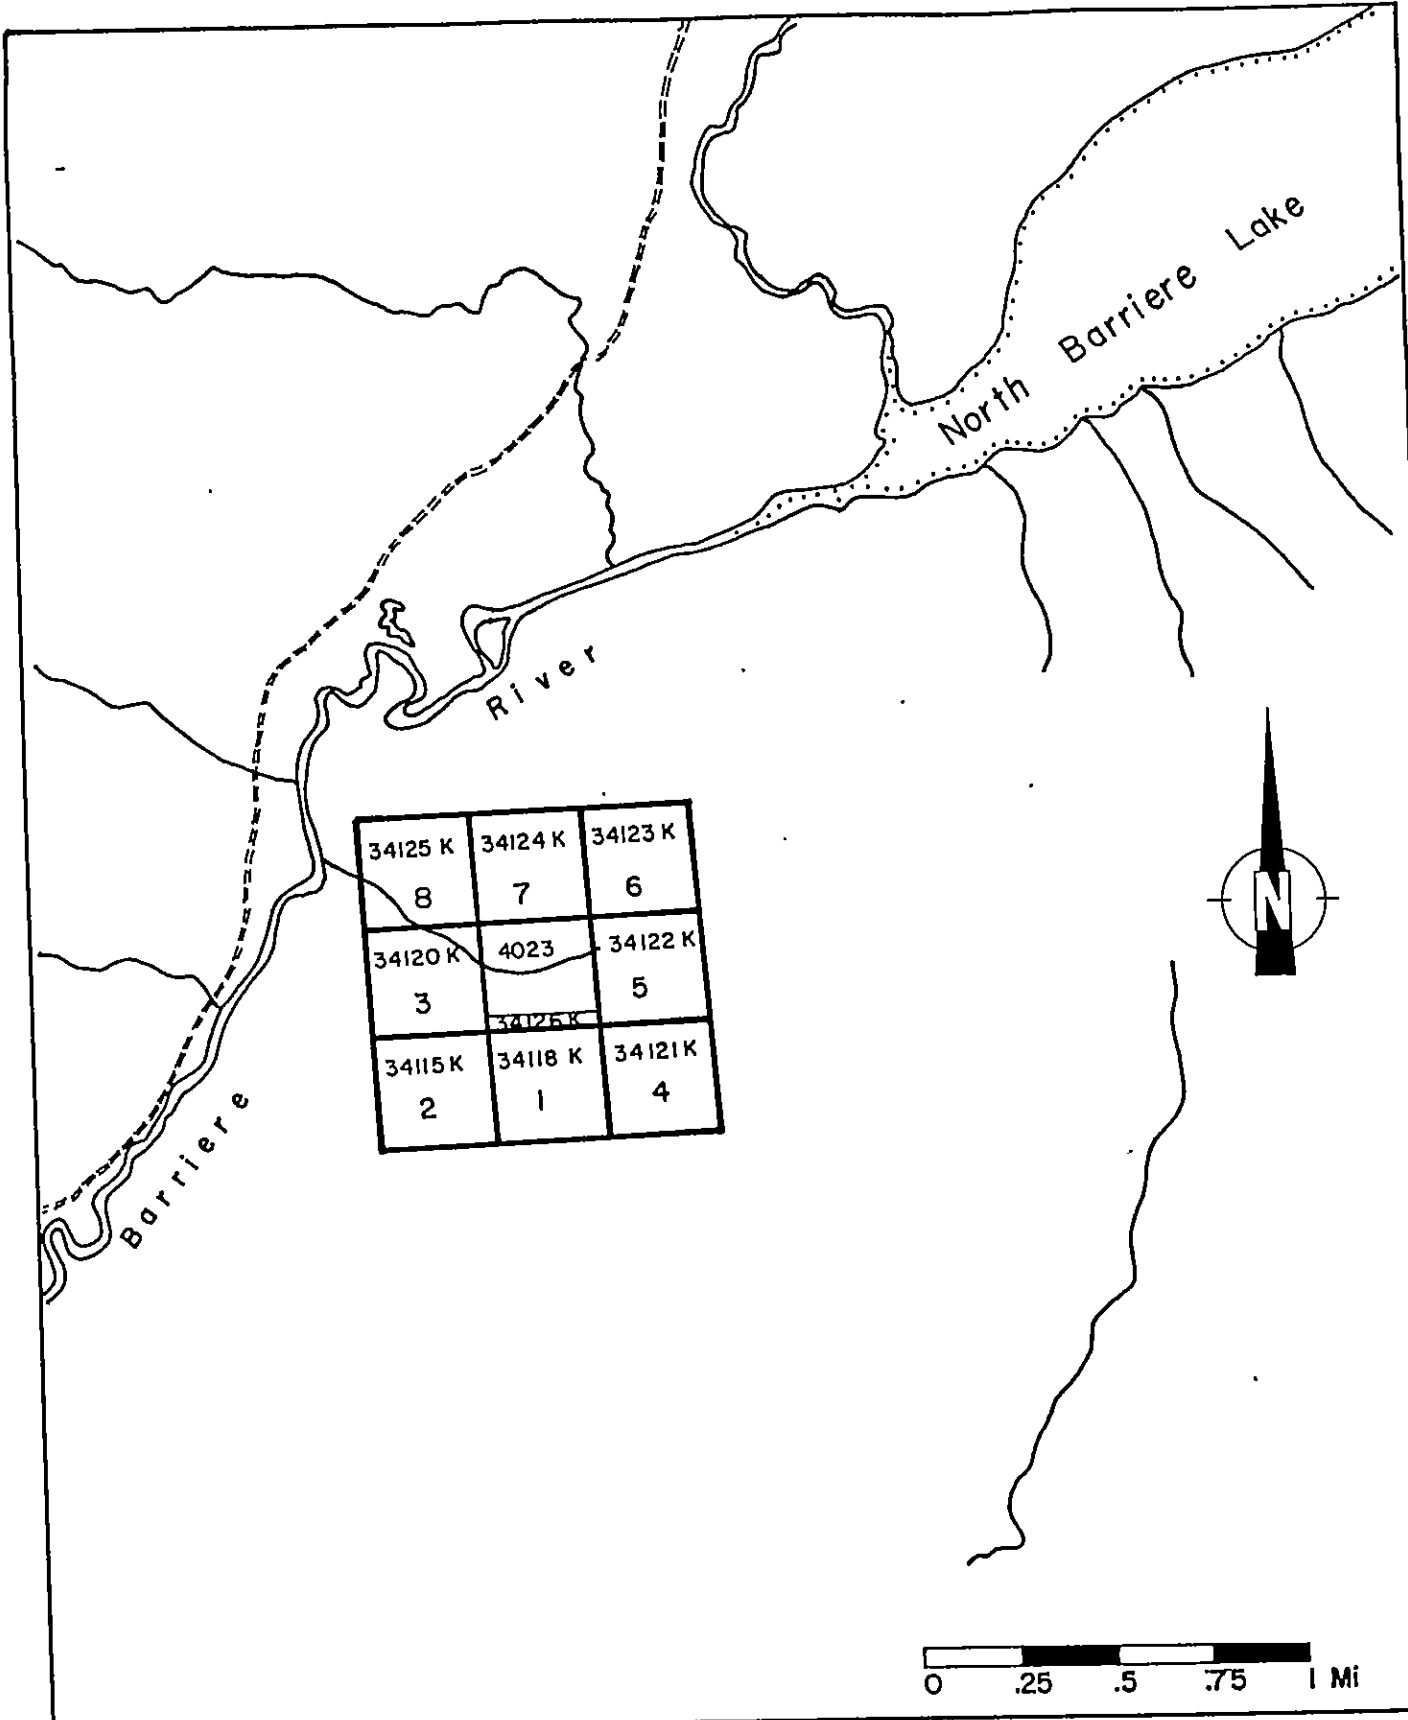 North Barriere Lake
River
34125 K 34124 K 34123 K
8 7 6
34120 K 4023 34122 K
3 5
34126 K
34115 K 34118 K 34121 K
2 1 4
N
Barriere
0 .25 .5 .75 1 Mi